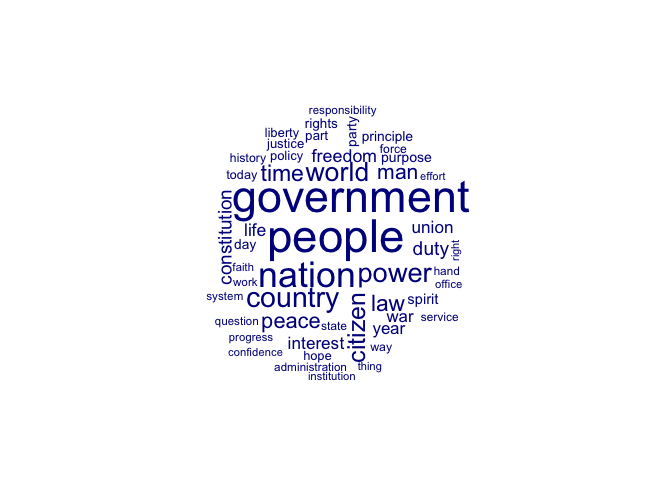 responsibility
rights
party
liberty
part
principle
justice
force
history
policy
freedom
purpose
today
time
world
man
effort
constitution
government
life
people
union
day
duty
right
faith
nation
power
hand
work
office
system
country
citizen
law
spirit
question
peace
state
war
service
year
progress
interest
way
confidence
hope
administration
thing
institution